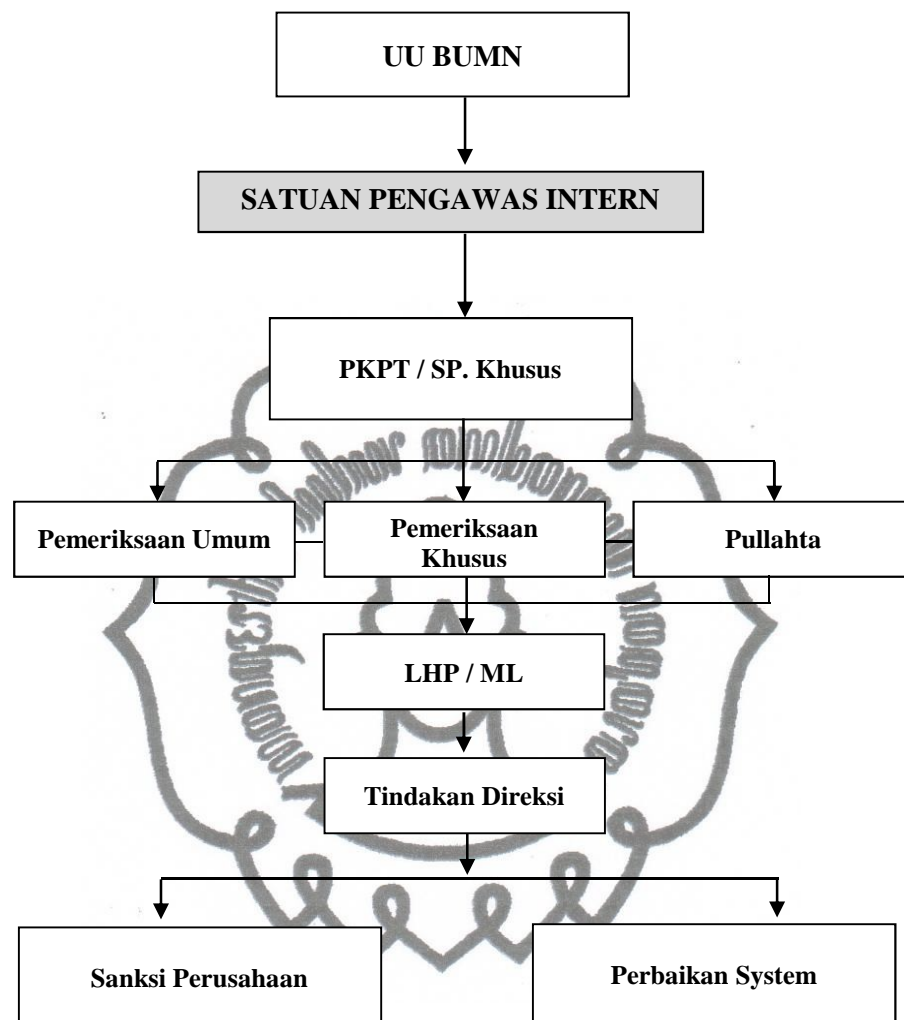 UU BUMN
SATUAN PENGAWAS INTERN
PKPT / SP. Khusus
Pemeriksaan Umum
Pemeriksaan
Khusus
Pullahta
LHP / ML
Tindakan Direksi
Sanksi Perusahaan
Perbaikan System